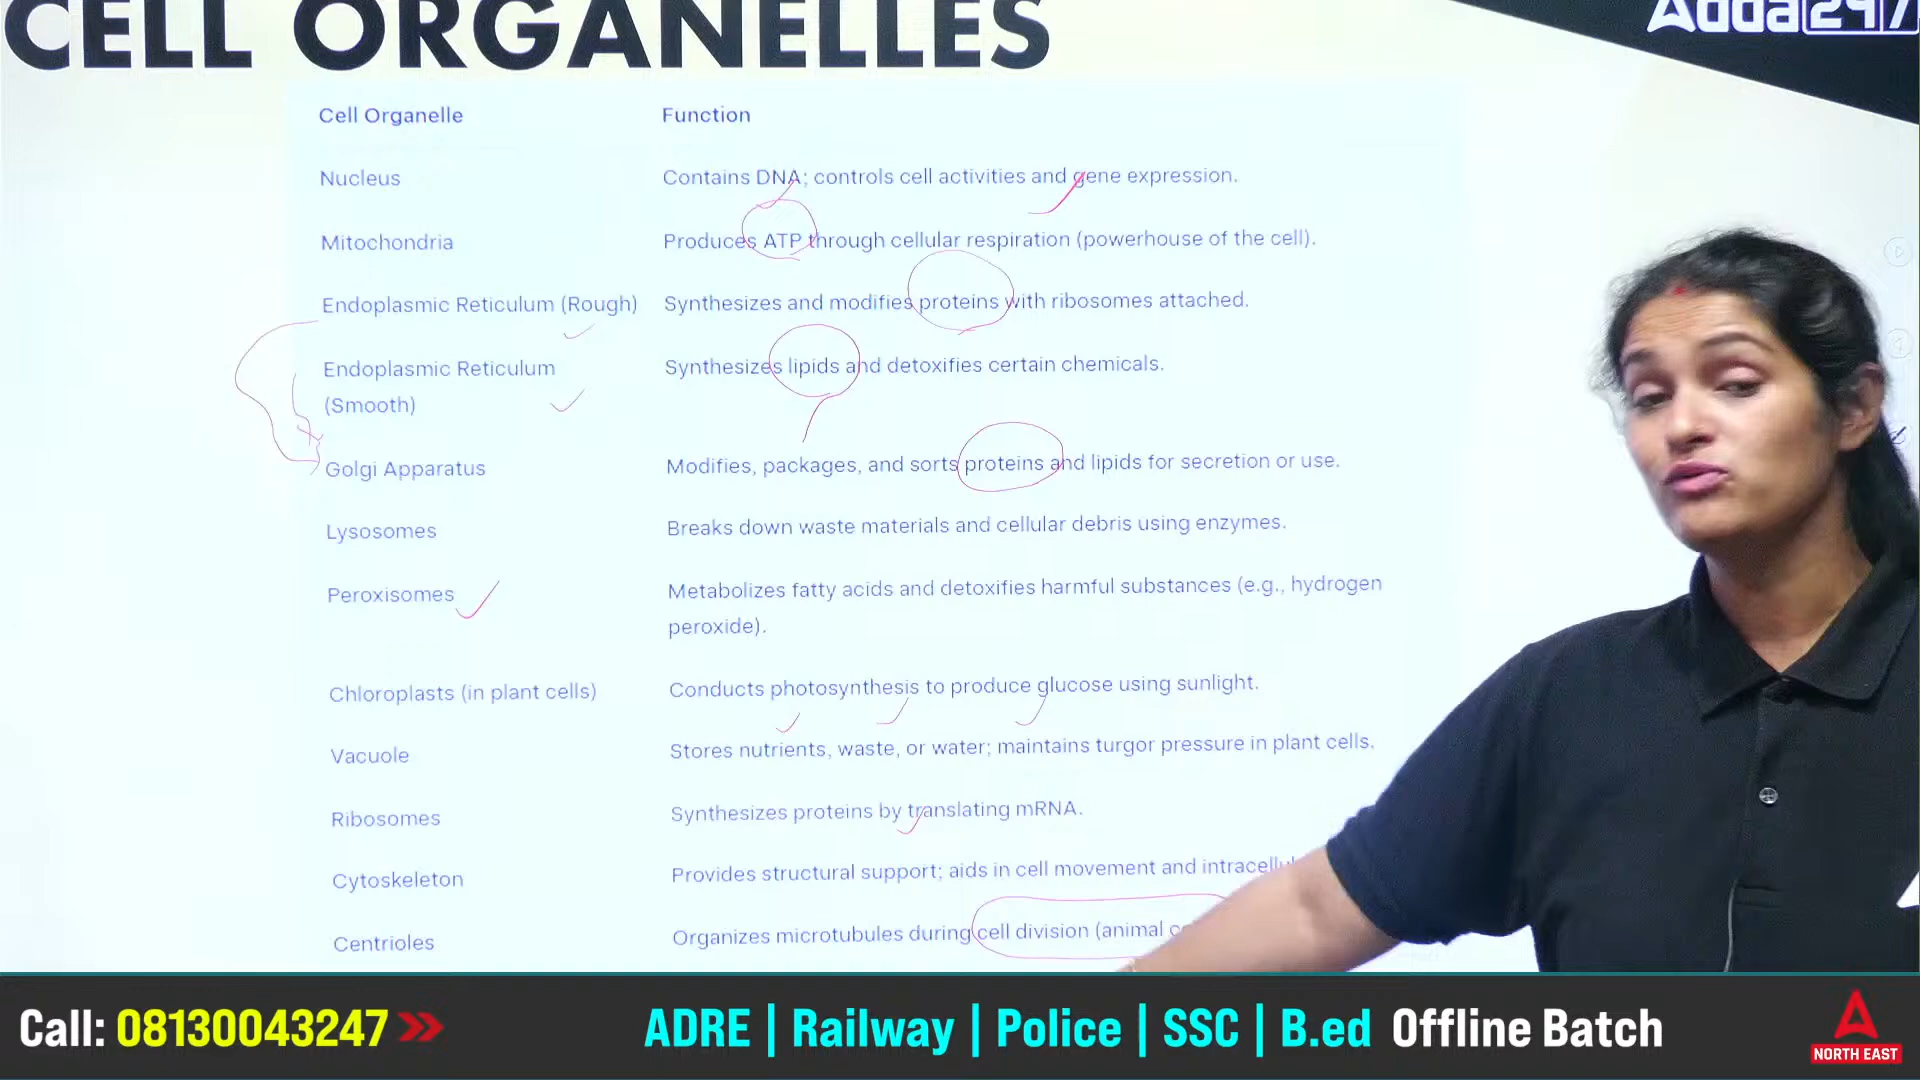 CELL ORGANELLES
Adda247
Cell Organelle Function
Nucleus Contains DNA; controls cell activities and gene expression.
Mitochondria Produces ATP through cellular respiration (powerhouse of the cell).
Endoplasmic Reticulum (Rough) Synthesizes and modifies proteins with ribosomes attached.
Endoplasmic Reticulum Synthesizes lipids and detoxifies certain chemicals.
(Smooth)
Golgi Apparatus Modifies, packages, and sorts proteins and lipids for secretion or use.
Lysosomes Breaks down waste materials and cellular debris using enzymes.
Peroxisomes Metabolizes fatty acids and detoxifies harmful substances (e.g., hydrogen
peroxide).
Chloroplasts (in plant cells) Conducts photosynthesis to produce glucose using sunlight.
Vacuole Stores nutrients, waste, or water; maintains turgor pressure in plant cells.
Ribosomes Synthesizes proteins by translating mRNA.
Cytoskeleton Provides structural support; aids in cell movement and
Centrioles Organizes microtubules during cell division (animal
Call: 08130043247 ADRE | Railway | Police | SSC | B.ed Offline Batch
NORTH EAST